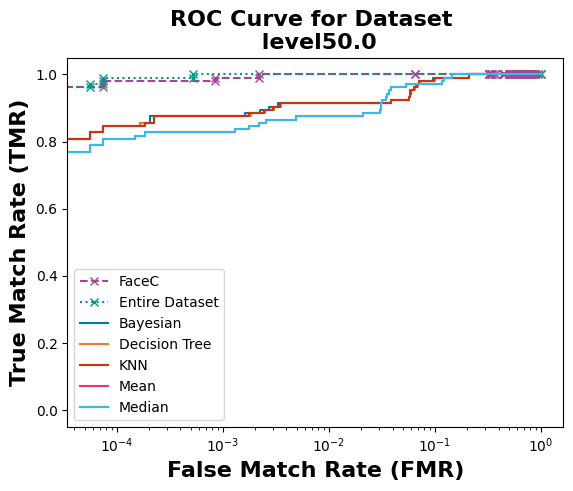 ROC Curve for Dataset
level50.0
True Match Rate (TMR)
1.0
0.8
0.6
0.4
0.2
0.0
FaceC
Entire Dataset
Bayesian
Decision Tree
KNN
Mean
Median
10⁻⁴ 10⁻³ 10⁻² 10⁻¹ 10⁰
False Match Rate (FMR)